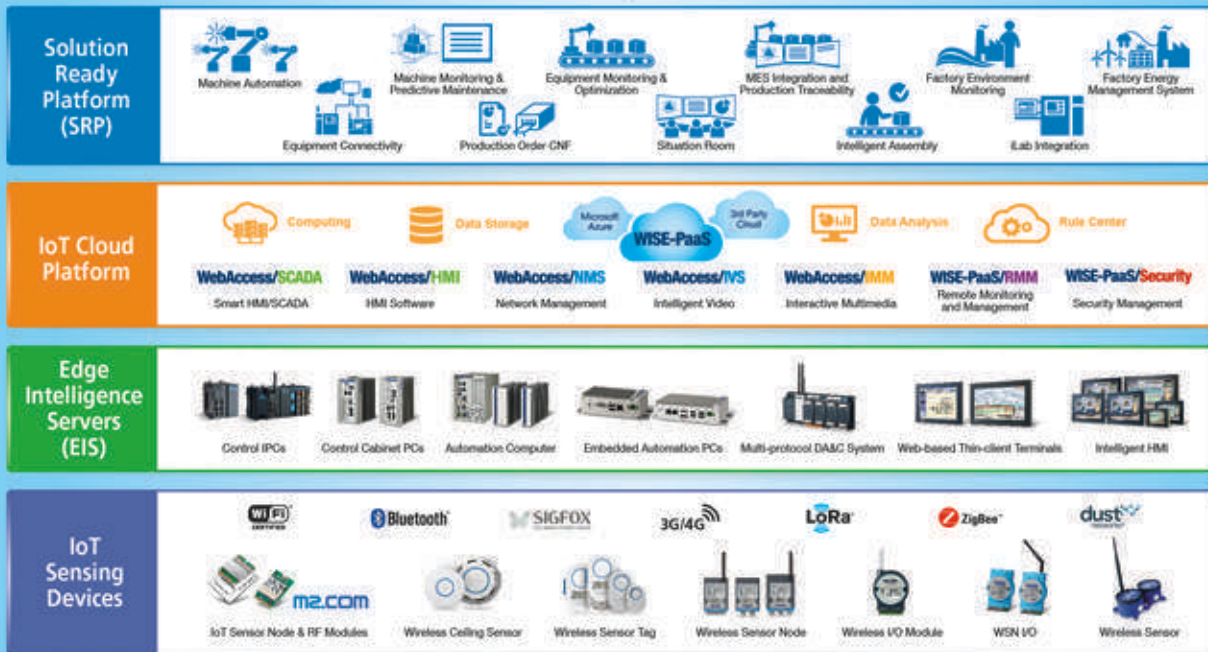 Solution
Ready
Platform
(SRP)
Machine Automation
Machine Monitoring &
Predictive Maintenance
Equipment Monitoring &
Optimization
MES Integration and
Production Traceability
Factory Environment
Monitoring
Factory Energy
Management System
Equipment Connectivity
Production Order CNF
Situation Room
Intelligent Assembly
iLab Integration
IoT Cloud
Platform
Computing
Data Storage
Microsoft
Azure
WISE-PaaS
3rd Party
Cloud
Data Analysis
Rule Center
WebAccess/SCADA
WebAccess/HMI
WebAccess/NMS
WebAccess/IVS
WebAccess/IMM
WISE-PaaS/RMM
WISE-PaaS/Security
Smart HMI/SCADA
HMI Software
Network Management
Intelligent Video
Interactive Multimedia
Remote Monitoring
and Management
Security Management
Edge
Intelligence
Servers
(EIS)
Control IPCs
Control Cabinet PCs
Automation Computer
Embedded Automation PCs
Multi-protocol DA&C System
Web-based Thin-client Terminals
Intelligent HMI
IoT
Sensing
Devices
Wi Fi
CERTIFIED
Bluetooth
SIGFOX
3G/4G
LoRa
ZigBee
dust
networks
m2.com
IoT Sensor Node & RF Modules
Wireless Ceiling Sensor
Wireless Sensor Tag
Wireless Sensor Node
Wireless I/O Module
WSN I/O
Wireless Sensor